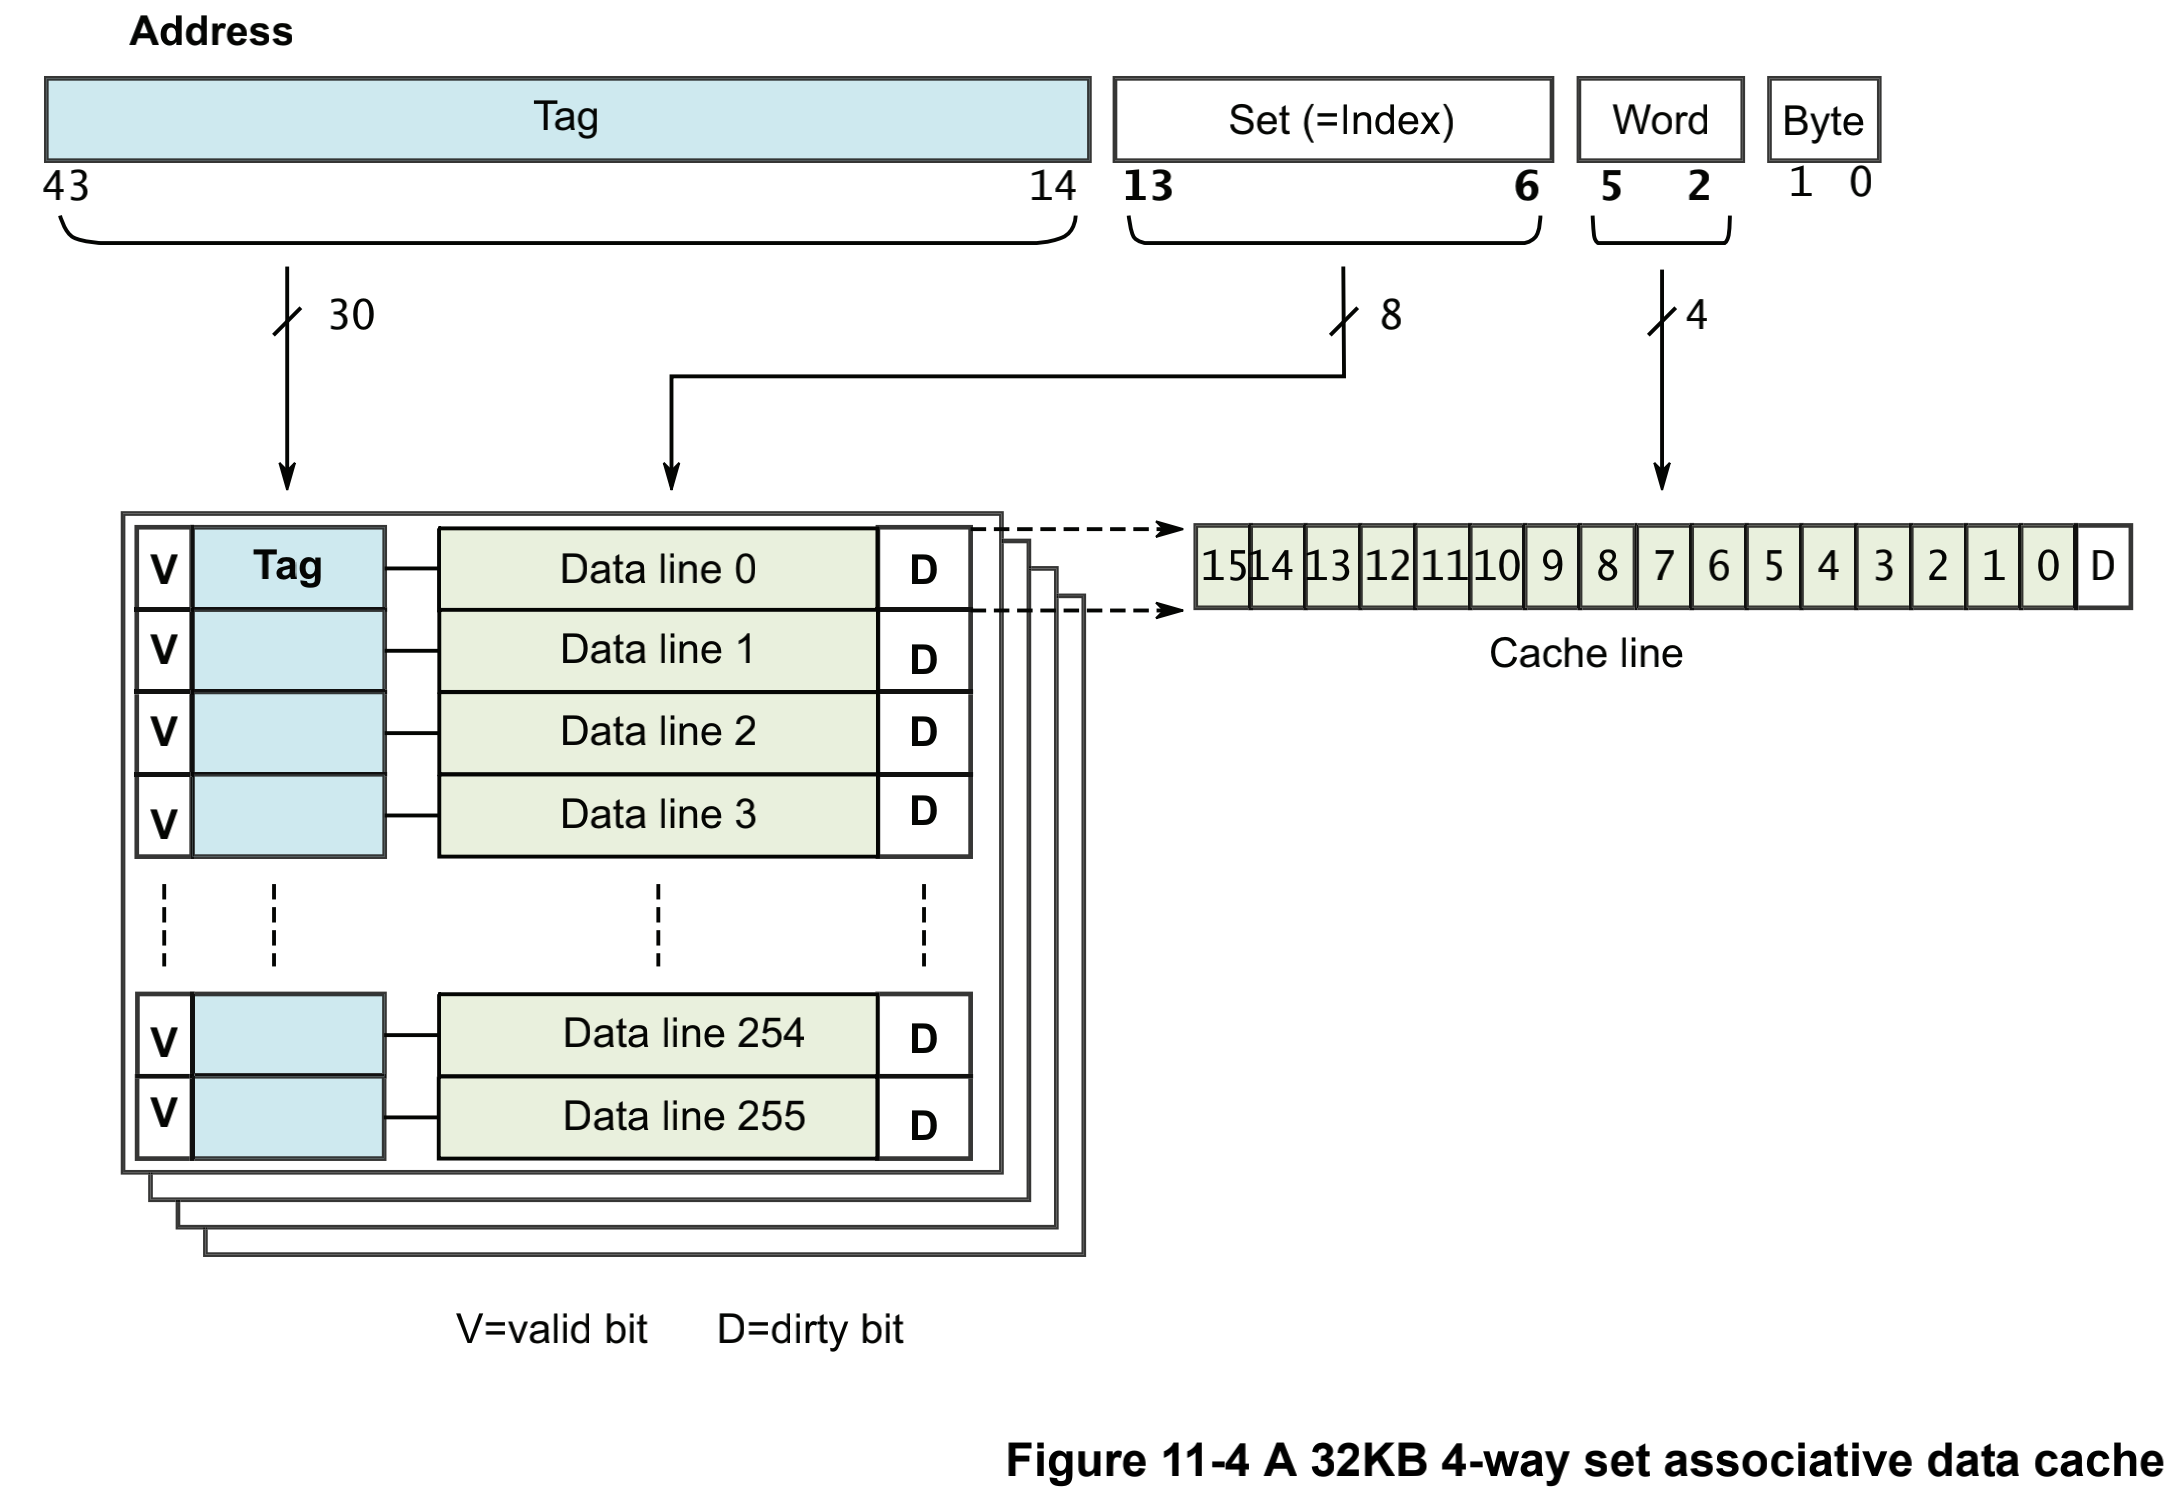 Address
Tag Set (=Index) Word Byte
43 14 13 6 5 2 1 0
30 8 4
V Tag Data line 0 D
15 14 13 12 11 10 9 8 7 6 5 4 3 2 1 0 D
Cache line
V Data line 1 D
V Data line 2 D
V Data line 3 D
V Data line 254 D
V Data line 255 D
V=valid bit D=dirty bit
Figure 11-4 A 32KB 4-way set associative data cache